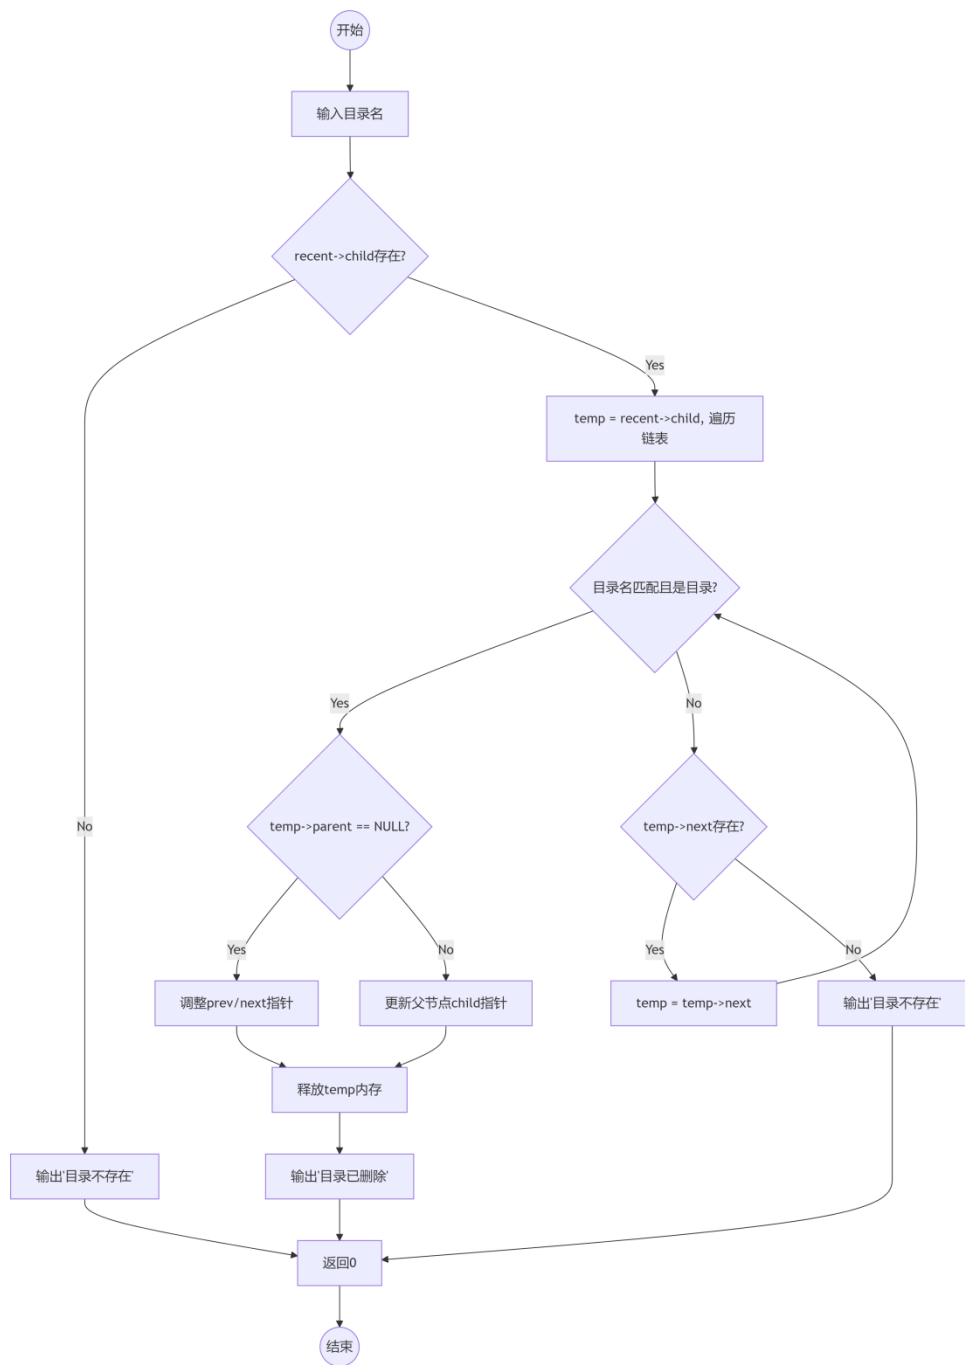 开始
输入目录名
recent->child存在?
Yes
temp = recent->child, 遍历
链表
目录名匹配且是目录?
Yes
No
temp->parent == NULL?
temp->next存在?
No
Yes
No
Yes
No
调整prev/next指针
更新父节点child指针
temp = temp->next
输出'目录不存在'
释放temp内存
输出'目录不存在'
输出'目录已删除'
返回0
结束